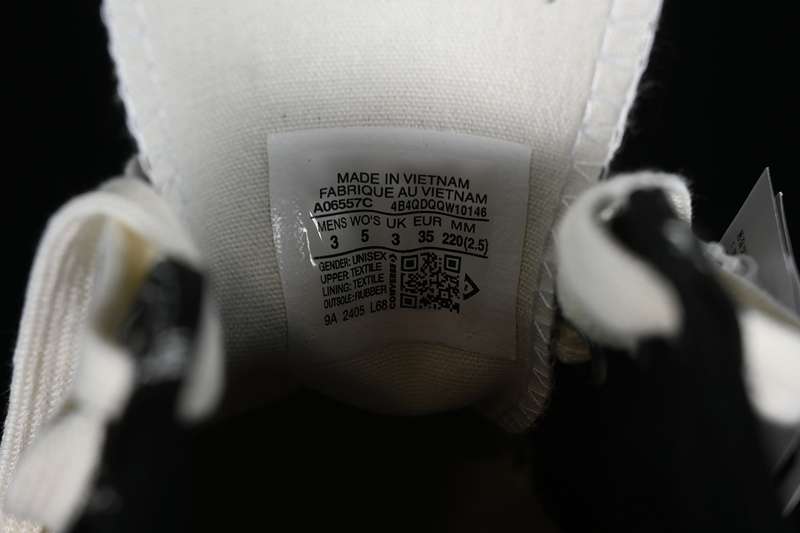 MADE IN VIETNAM
FABRIQUE AU VIETNAM
A06557C 4B4QDQQW10146
MENS WO'S UK EUR MM
3 5 3 35 220(2.5)
GENDER: UNISEX
UPPER: TEXTILE
LINING: TEXTILE
OUTSOLE: RUBBER
9A 2405 L68
CONVERSE